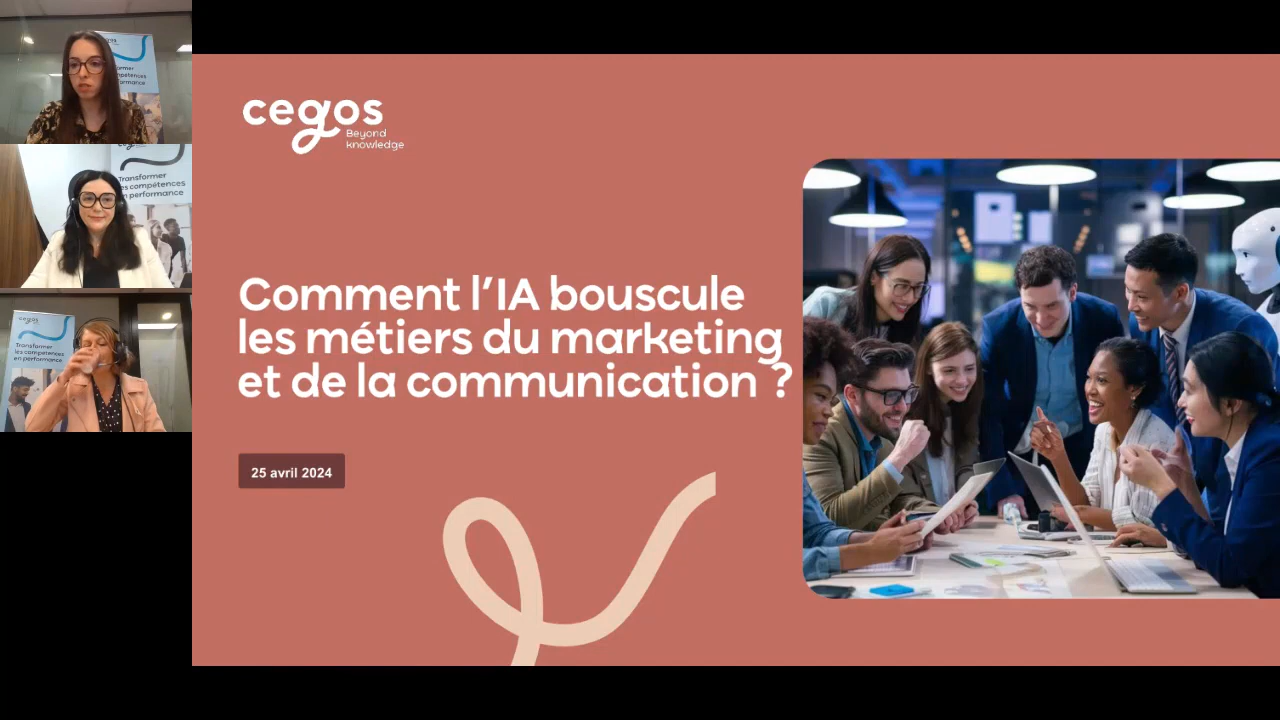 cegos
Beyond
knowledge
Comment l'IA bouscule
les métiers du marketing
et de la communication ?
25 avril 2024
Transformer
les compétences
en performance
cegos
Transformer
les compétences
en performance